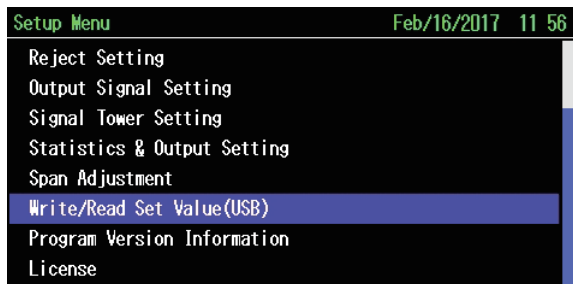 Setup Menu Feb/16/2017 11 56
Reject Setting
Output Signal Setting
Signal Tower Setting
Statistics & Output Setting
Span Adjustment
Write/Read Set Value(USB)
Program Version Information
License